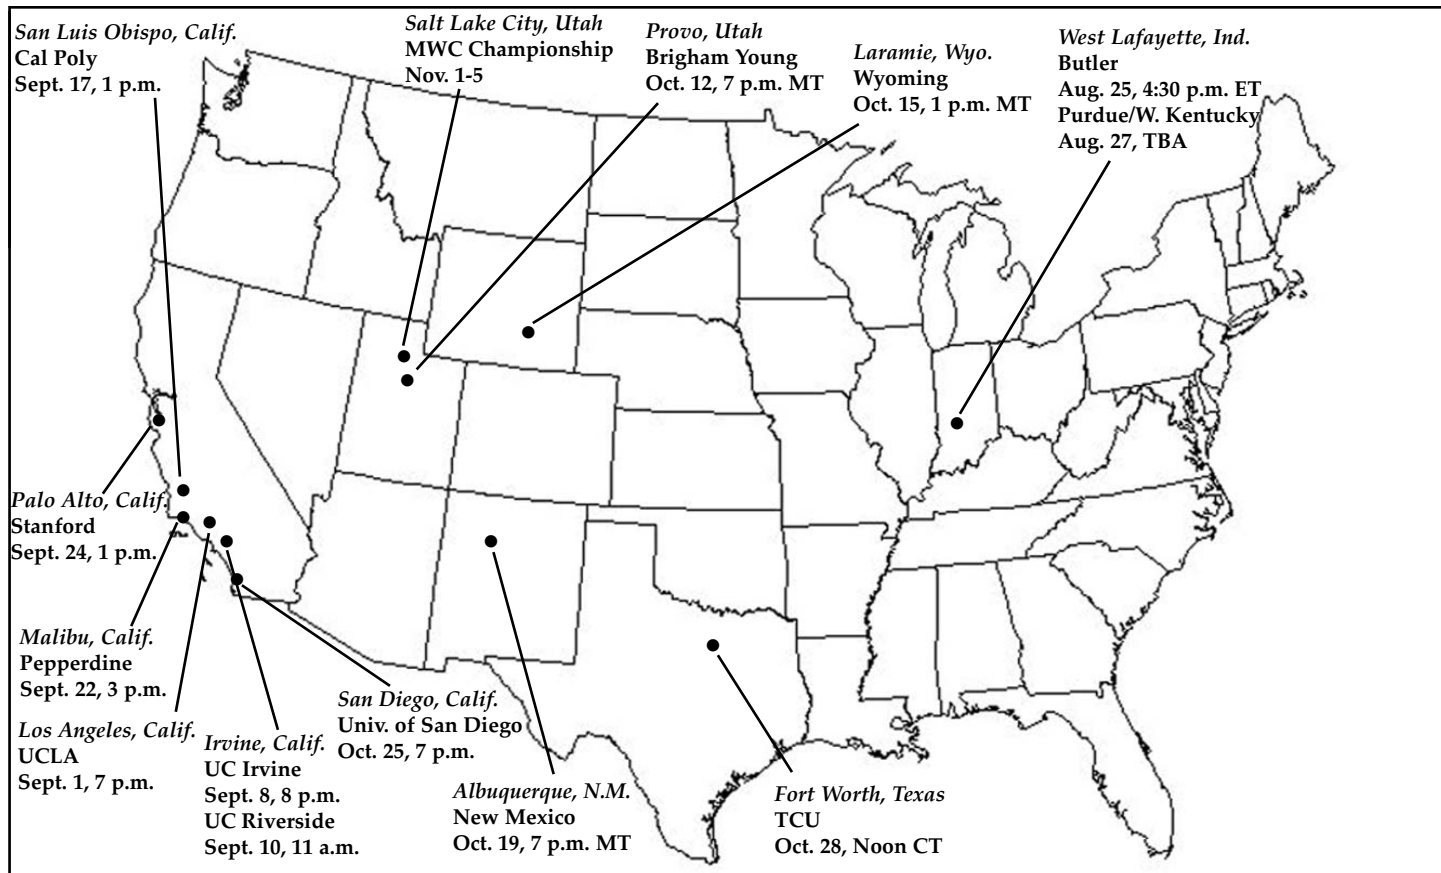 San Luis Obispo, Calif.
Cal Poly
Sept. 17, 1 p.m.
Salt Lake City, Utah
MWC Championship
Nov. 1-5
Provo, Utah
Brigham Young
Oct. 12, 7 p.m. MT
Laramie, Wyo.
Wyoming
Oct. 15, 1 p.m. MT
West Lafayette, Ind.
Butler
Aug. 25, 4:30 p.m. ET
Purdue/W. Kentucky
Aug. 27, TBA
Palo Alto, Calif.
Stanford
Sept. 24, 1 p.m.
Malibu, Calif.
Pepperdine
Sept. 22, 3 p.m.
Los Angeles, Calif.
UCLA
Sept. 1, 7 p.m.
Irvine, Calif.
UC Irvine
Sept. 8, 8 p.m.
UC Riverside
Sept. 10, 11 a.m.
San Diego, Calif.
Univ. of San Diego
Oct. 25, 7 p.m.
Albuquerque, N.M.
New Mexico
Oct. 19, 7 p.m. MT
Fort Worth, Texas
TCU
Oct. 28, Noon CT